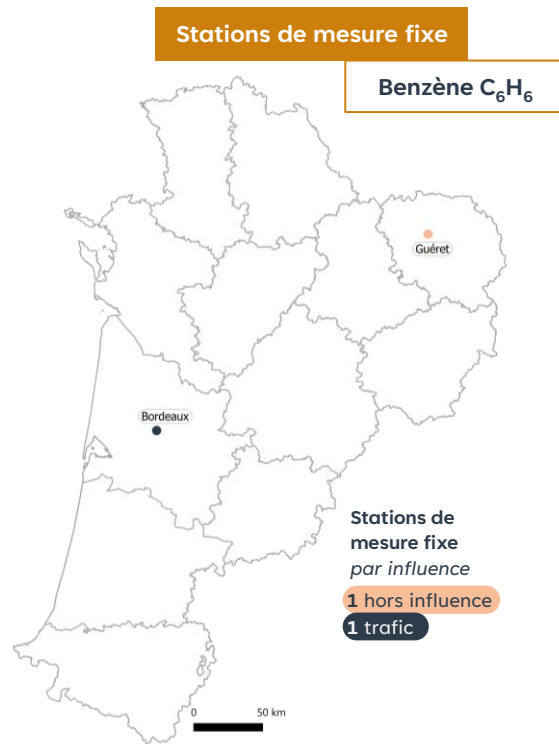 Stations de mesure fixe
Benzène C₆H₆
Guéret
Bordeaux
Stations de
mesure fixe
par influence
1 hors influence
1 trafic
0 50 km